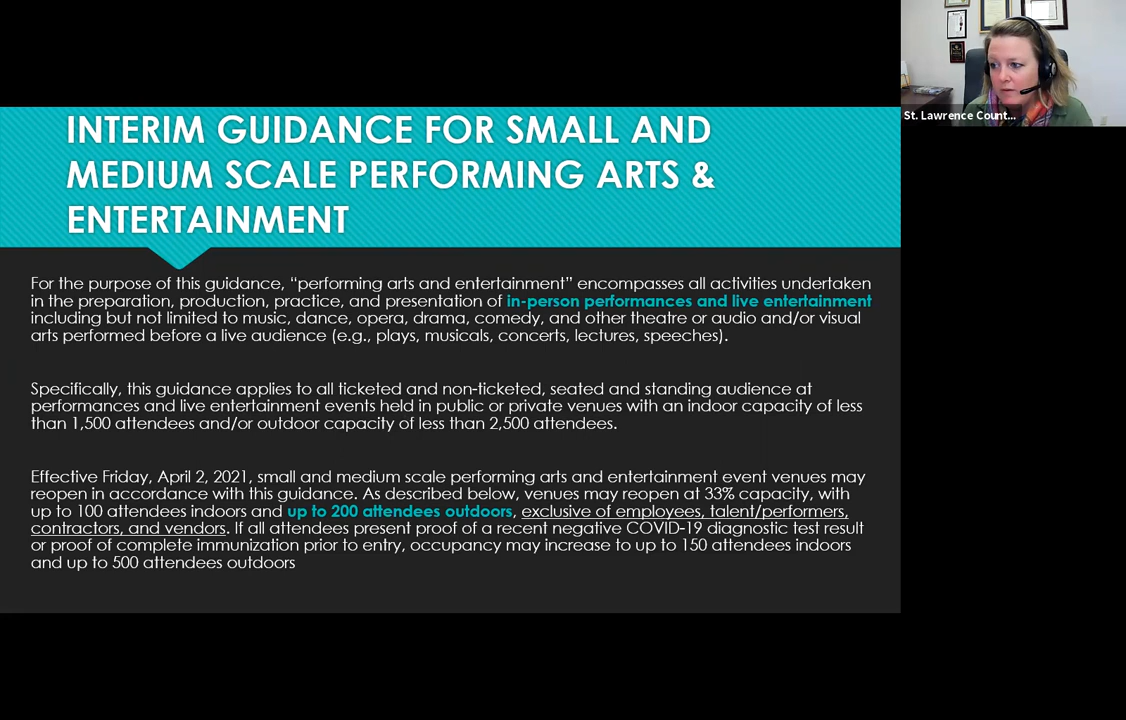 INTERIM GUIDANCE FOR SMALL AND
MEDIUM SCALE PERFORMING ARTS &
ENTERTAINMENT
St. Lawrence Count...
For the purpose of this guidance, “performing arts and entertainment” encompasses all activities undertaken
in the preparation, production, practice, and presentation of in-person performances and live entertainment
including but not limited to music, dance, opera, drama, comedy, and other theatre or audio and/or visual
arts performed before a live audience (e.g., plays, musicals, concerts, lectures, speeches).
Specifically, this guidance applies to all ticketed and non-ticketed, seated and standing audience at
performances and live entertainment events held in public or private venues with an indoor capacity of less
than 1,500 attendees and/or outdoor capacity of less than 2,500 attendees.
Effective Friday, April 2, 2021, small and medium scale performing arts and entertainment event venues may
reopen in accordance with this guidance. As described below, venues may reopen at 33% capacity, with
up to 100 attendees indoors and up to 200 attendees outdoors, exclusive of employees, talent/performers,
contractors, and vendors. If all attendees present proof of a recent negative COVID-19 diagnostic test result
or proof of complete immunization prior to entry, occupancy may increase to up to 150 attendees indoors
and up to 500 attendees outdoors